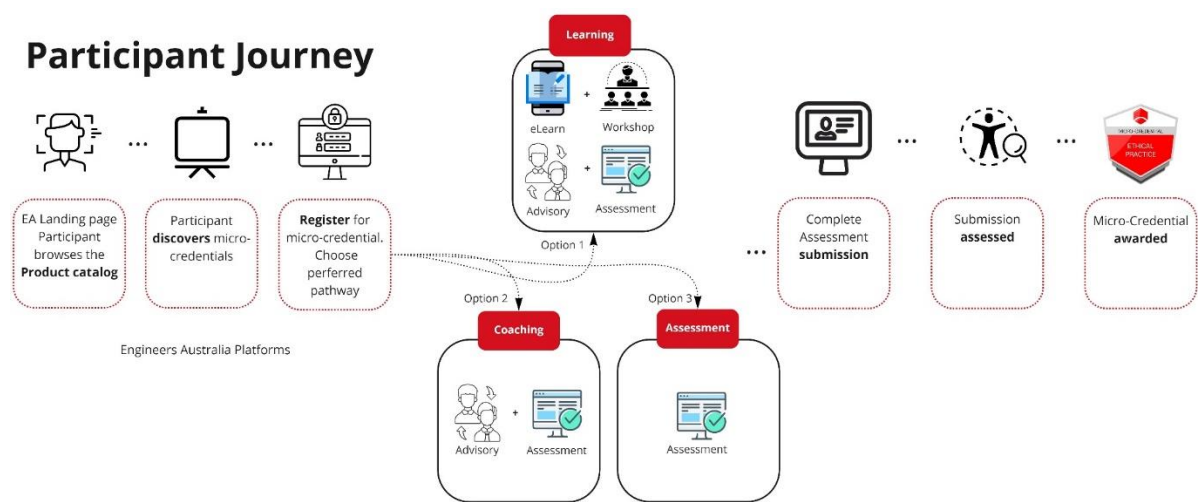 Participant Journey
EA Landing page
Participant
browses the
Product catalog
Participant
discovers micro-
credentials
Register for
micro-credential.
Choose
perferred
pathway
Engineers Australia Platforms
Learning
+
eLearn
Workshop
+
Advisory
Assessment
Option 1
Option 2
Coaching
+
Advisory
Assessment
Option 3
Assessment
Assessment
...
Complete
Assessment
submission
Submission
assessed
MICRO-CREDENTIAL
ETHICAL
PRACTICE
Micro-Credential
awarded